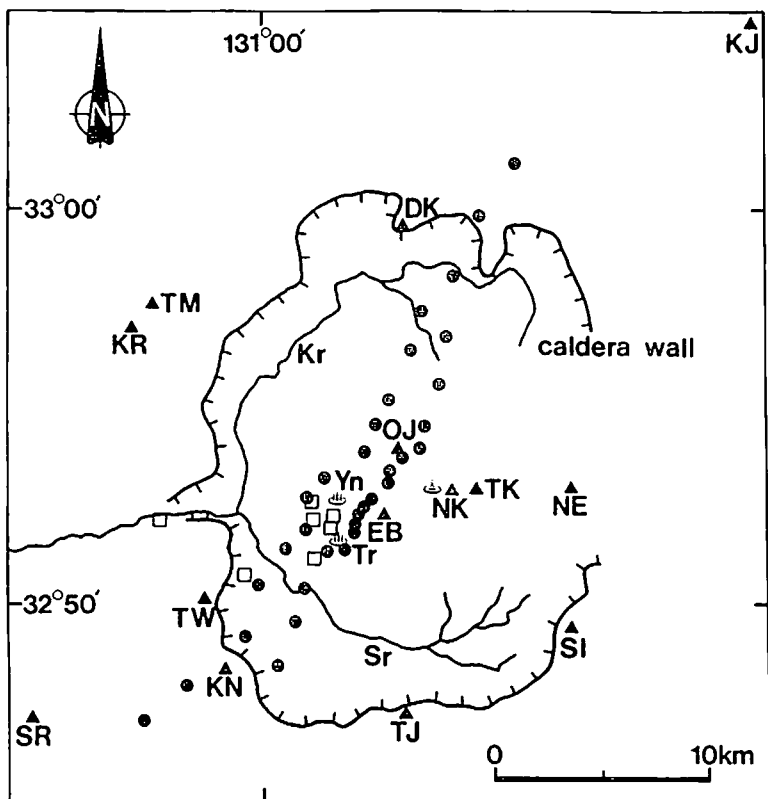 131°00′
KJ
N
33°00′
DK
TM
KR
Kr
caldera wall
OJ
Yn
NK
TK
NE
EB
Tr
32°50′
TW
Sr
SI
KN
SR
TJ
0 10km